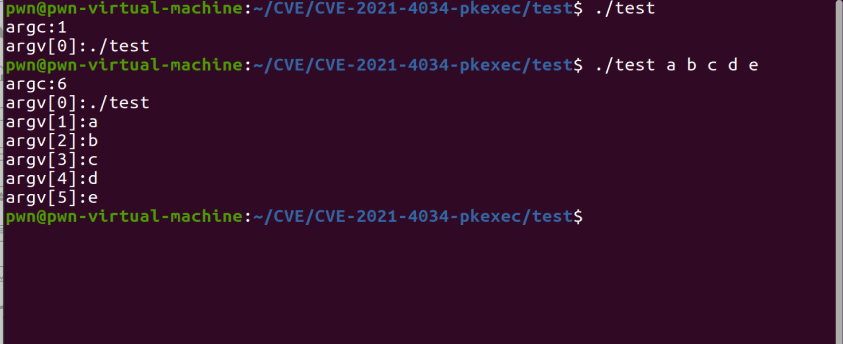 pwn@pwn-virtual-machine:~/CVE/CVE-2021-4034-pkexec/test$ ./test
argc:1
argv[0]:./test
pwn@pwn-virtual-machine:~/CVE/CVE-2021-4034-pkexec/test$ ./test a b c d e
argc:6
argv[0]:./test
argv[1]:a
argv[2]:b
argv[3]:c
argv[4]:d
argv[5]:e
pwn@pwn-virtual-machine:~/CVE/CVE-2021-4034-pkexec/test$